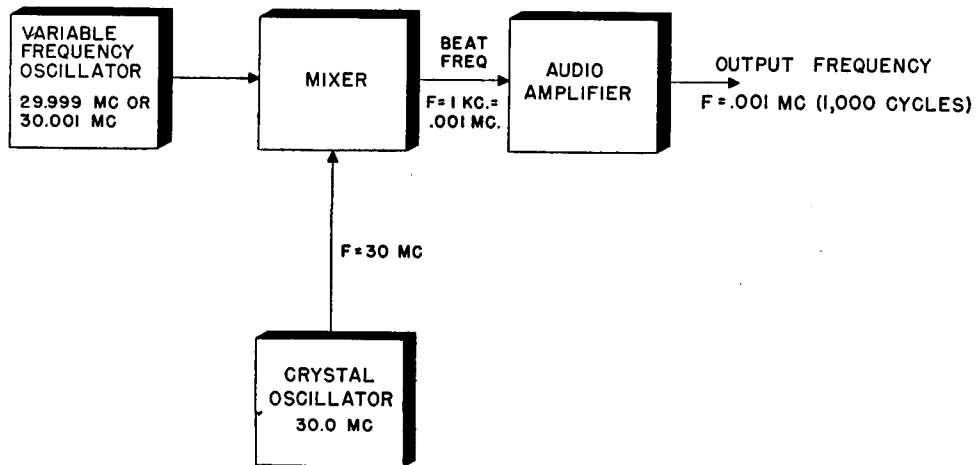 VARIABLE
FREQUENCY
OSCILLATOR
29.999 MC OR
30.001 MC
MIXER
BEAT
FREQ
F=1 KC.=
.001 MC.
AUDIO
AMPLIFIER
OUTPUT FREQUENCY
F=.001 MC (1,000 CYCLES)
F=30 MC
CRYSTAL
OSCILLATOR
30.0 MC